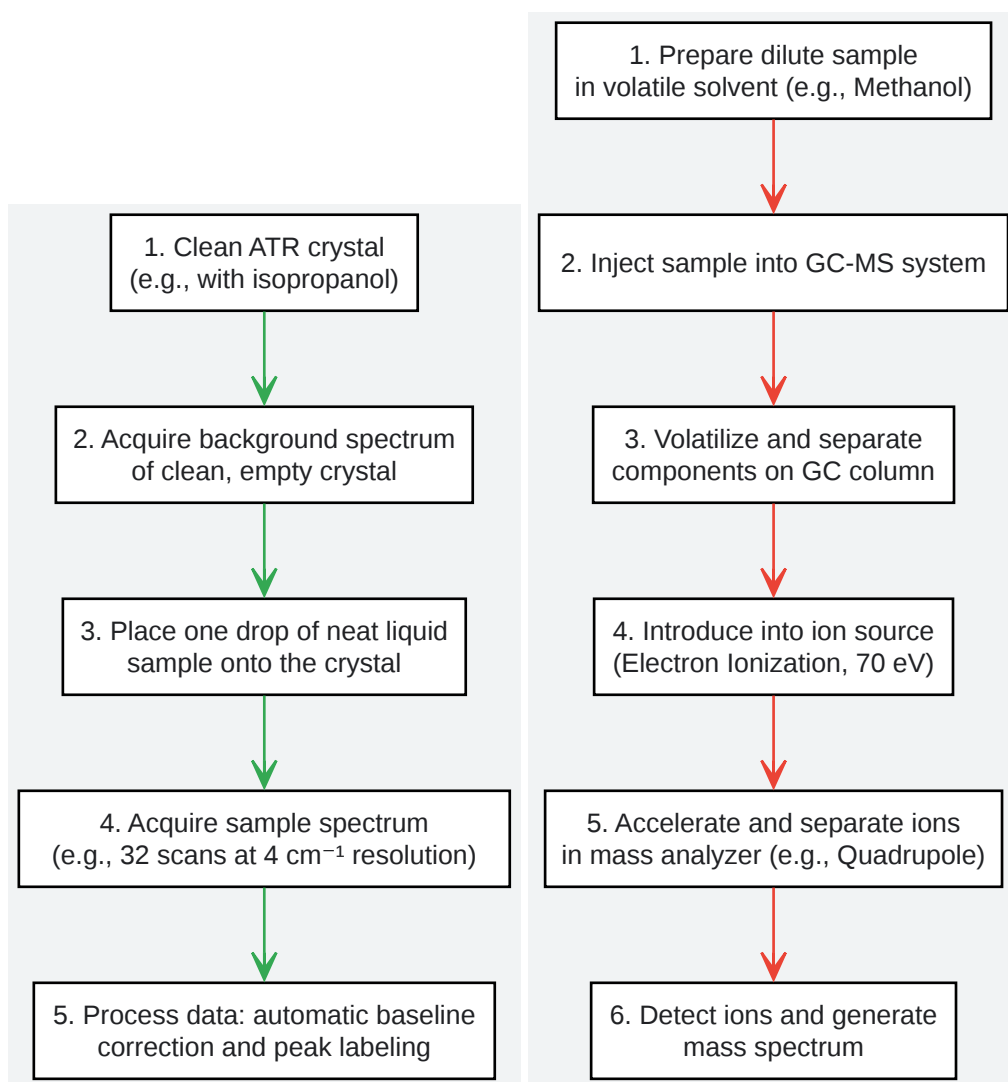 1. Clean ATR crystal
(e.g., with isopropanol)
2. Acquire background spectrum
of clean, empty crystal
3. Place one drop of neat liquid
sample onto the crystal
4. Acquire sample spectrum
(e.g., 32 scans at 4 cm⁻¹ resolution)
5. Process data: automatic baseline
correction and peak labeling
1. Prepare dilute sample
in volatile solvent (e.g., Methanol)
2. Inject sample into GC-MS system
3. Volatilize and separate
components on GC column
4. Introduce into ion source
(Electron Ionization, 70 eV)
5. Accelerate and separate ions
in mass analyzer (e.g., Quadrupole)
6. Detect ions and generate
mass spectrum